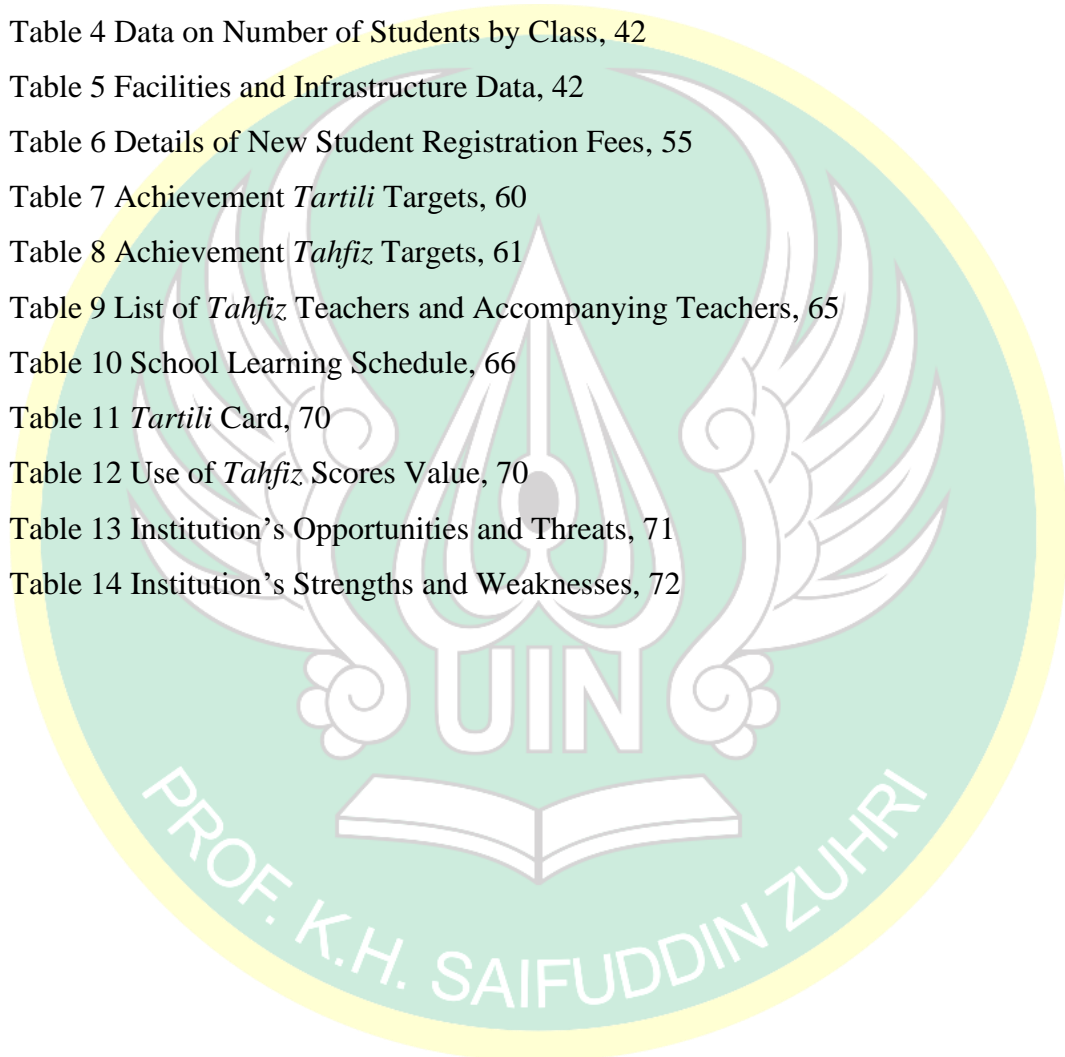 Table 4 Data on Number of Students by Class, 42
Table 5 Facilities and Infrastructure Data, 42
Table 6 Details of New Student Registration Fees, 55
Table 7 Achievement Tartili Targets, 60
Table 8 Achievement Tahfiz Targets, 61
Table 9 List of Tahfiz Teachers and Accompanying Teachers, 65
Table 10 School Learning Schedule, 66
Table 11 Tartili Card, 70
Table 12 Use of Tahfiz Scores Value, 70
Table 13 Institution’s Opportunities and Threats, 71
Table 14 Institution’s Strengths and Weaknesses, 72
UIN
PROF. K.H. SAIFUDDIN ZUHRI